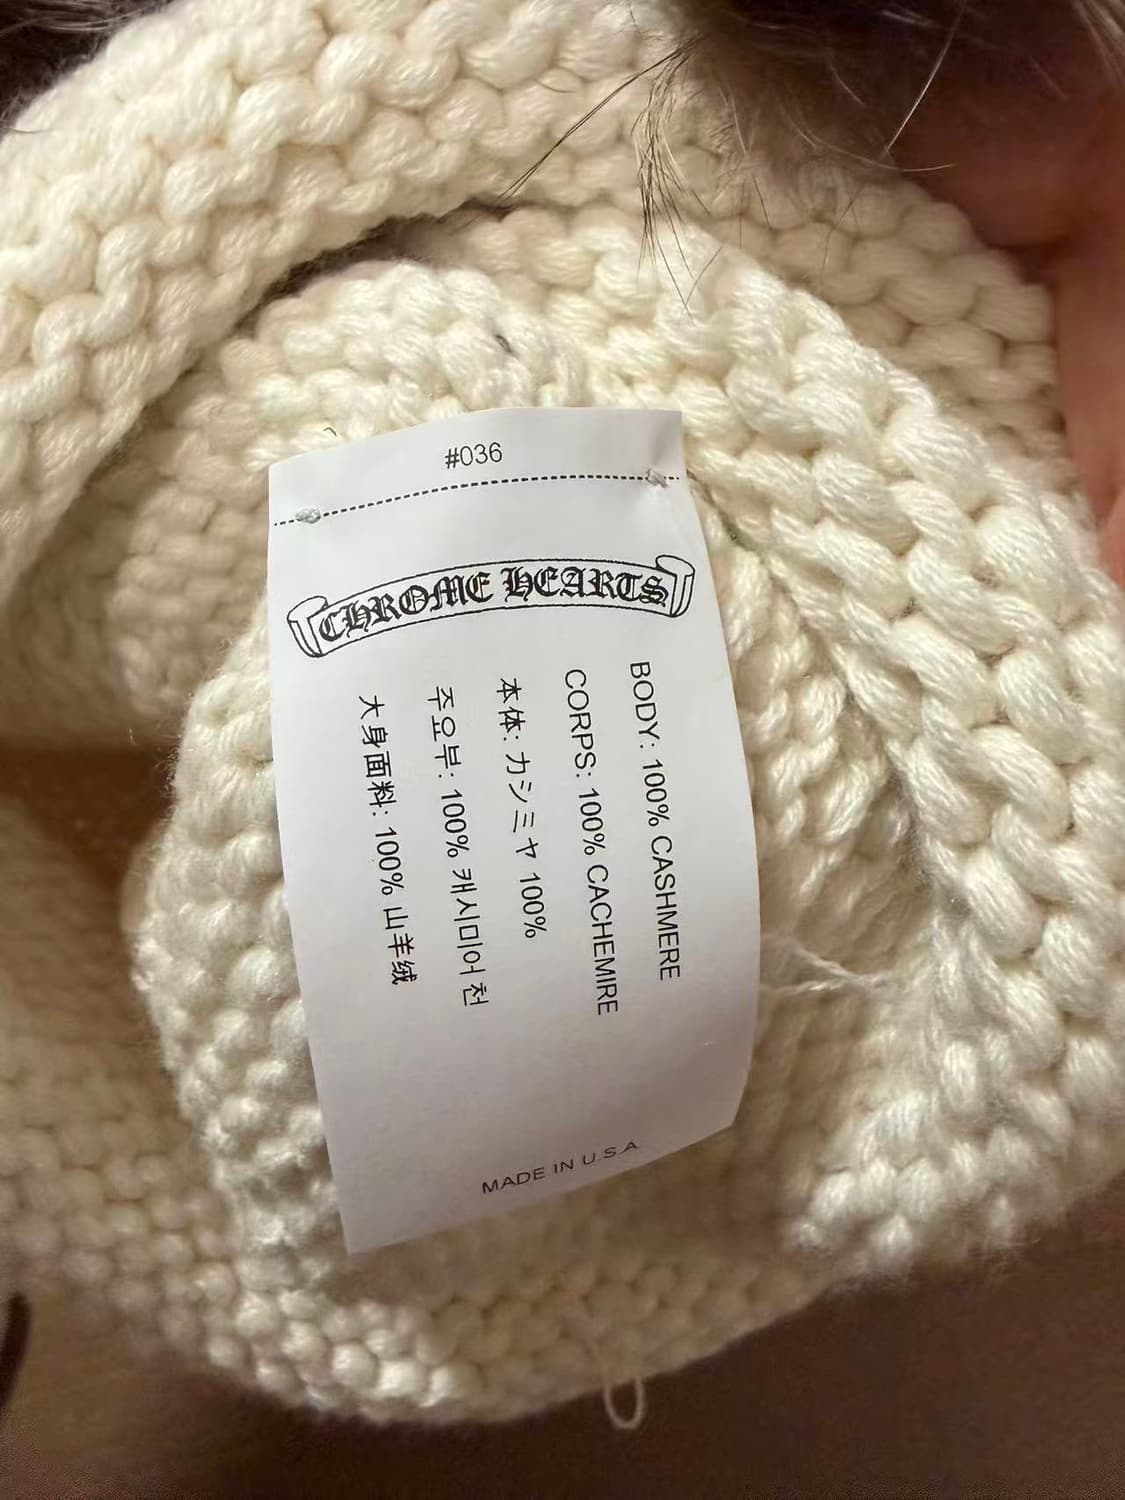 #036
CHROME HEARTS
BODY: 100% CASHMERE
CORPS: 100% CACHEMIRE
本体: カシミヤ 100%
주요부: 100% 캐시미어 천
大身面料: 100% 山羊绒
MADE IN U.S.A